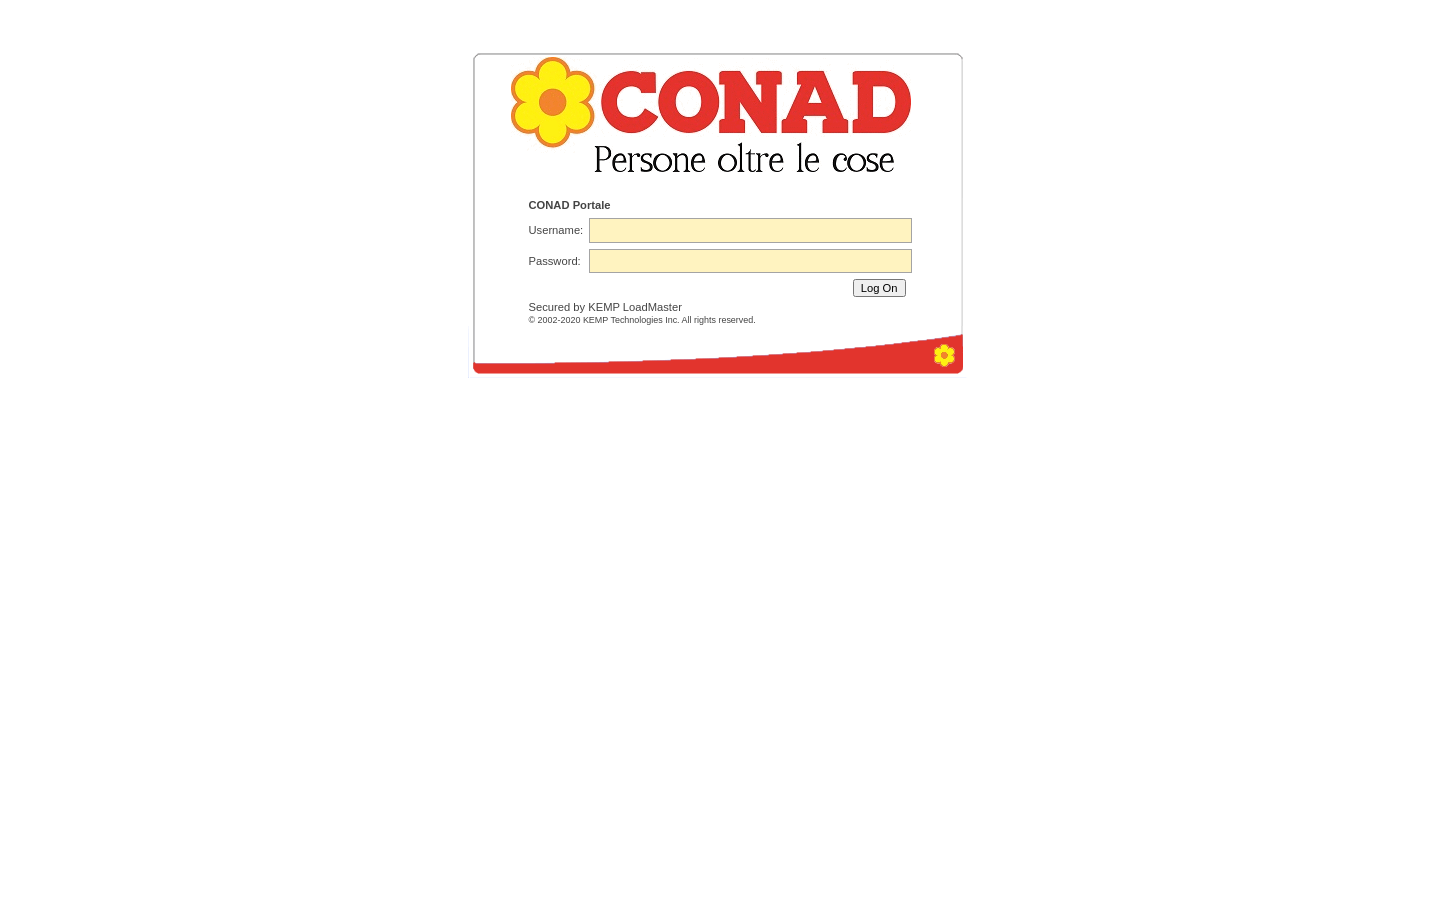 CONAD
Persone oltre le cose
CONAD Portale
Username:
Password:
Log On
Secured by KEMP LoadMaster
© 2002-2020 KEMP Technologies Inc. All rights reserved.